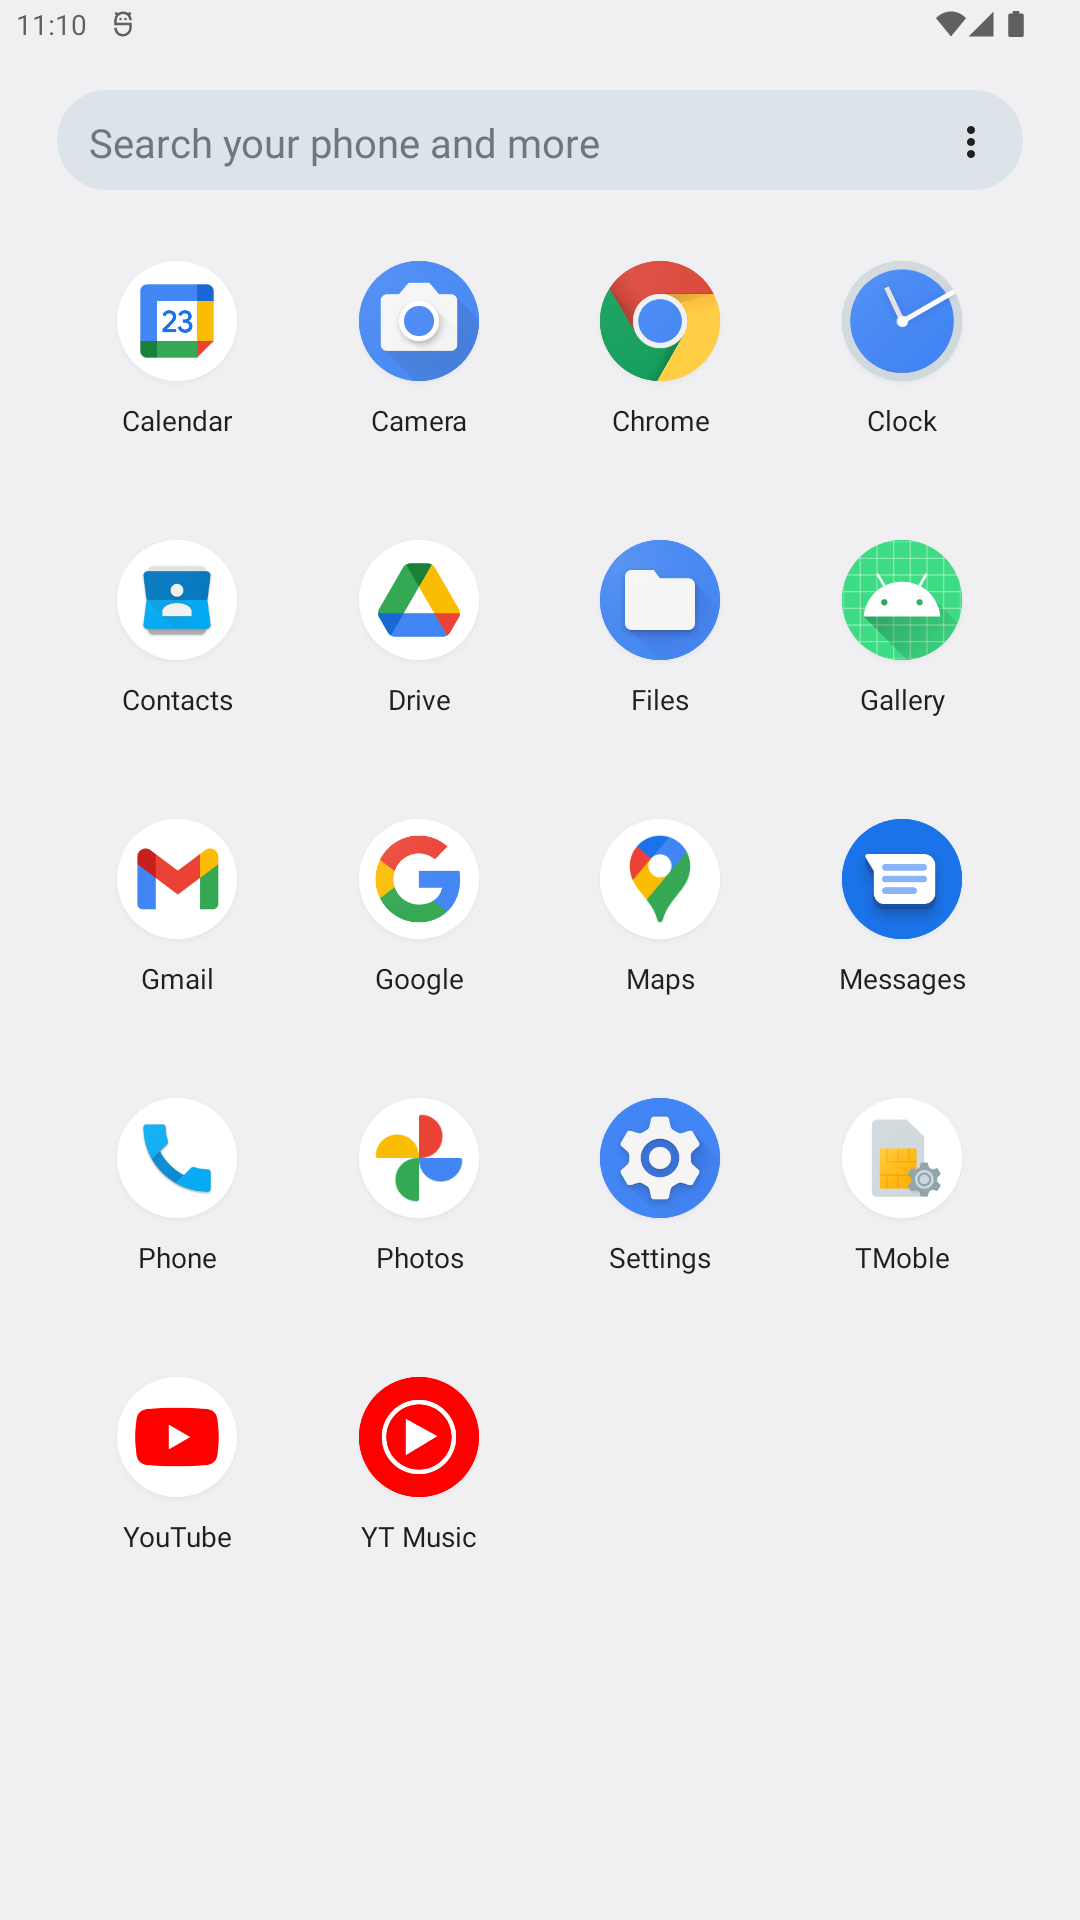 11:10
Search your phone and more
23
Calendar Camera Chrome Clock
Contacts Drive Files Gallery
Gmail Google Maps Messages
Phone Photos Settings TMoble
YouTube YT Music